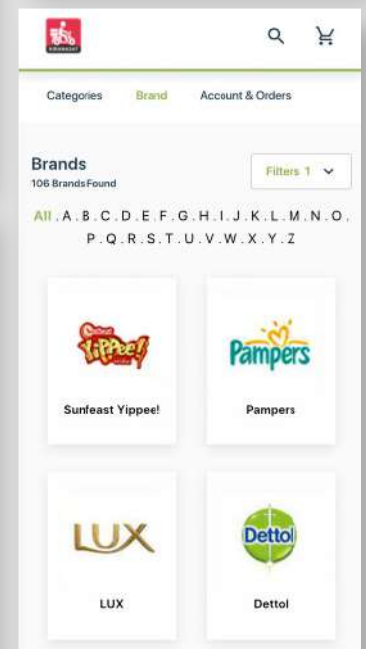 Categories Brand Account & Orders
Brands
106 Brands Found
Filters 1
All . A . B . C . D . E . F . G . H . I . J . K . L . M . N . O .
P . Q . R . S . T . U . V . W . X . Y . Z
Sunfeast
YiPPee!
Pampers
Sunfeast Yippee!
Pampers
LUX
Dettol
LUX
Dettol